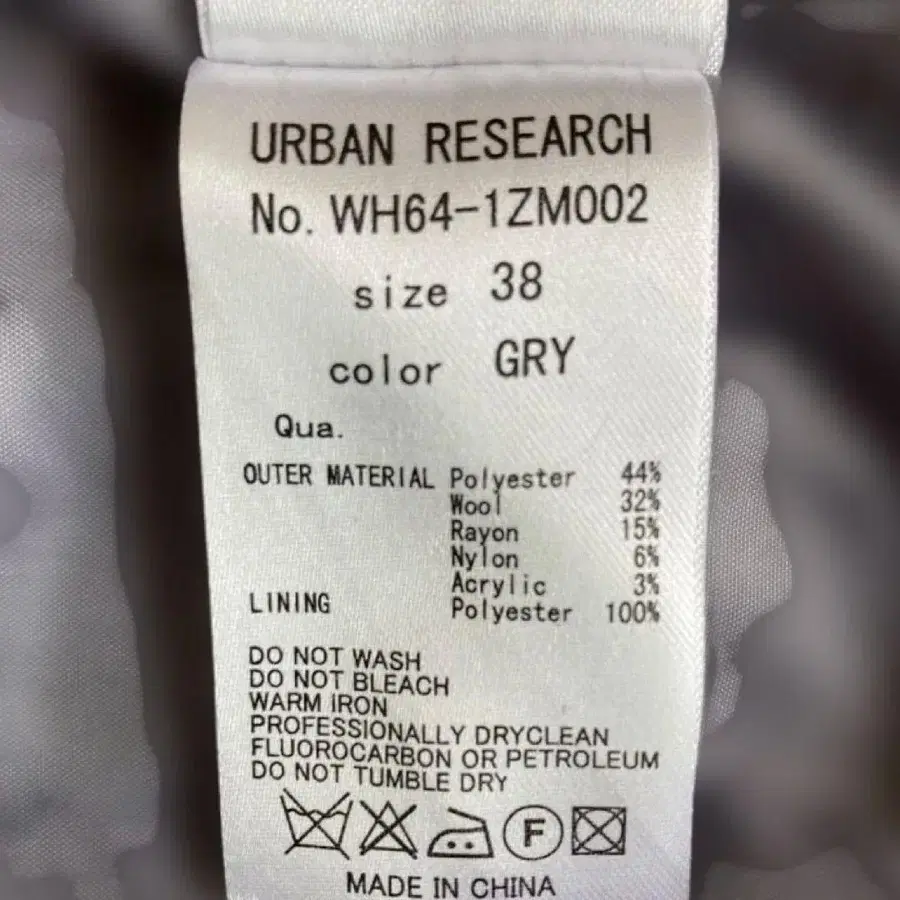 URBAN RESEARCH
No. WH64-1ZM002
size 38
color GRY
Qua.
OUTER MATERIAL Polyester 44%
Wool 32%
Rayon 15%
Nylon 6%
Acrylic 3%
LINING Polyester 100%
DO NOT WASH
DO NOT BLEACH
WARM IRON
PROFESSIONALLY DRYCLEAN
FLUOROCARBON OR PETROLEUM
DO NOT TUMBLE DRY
F
MADE IN CHINA